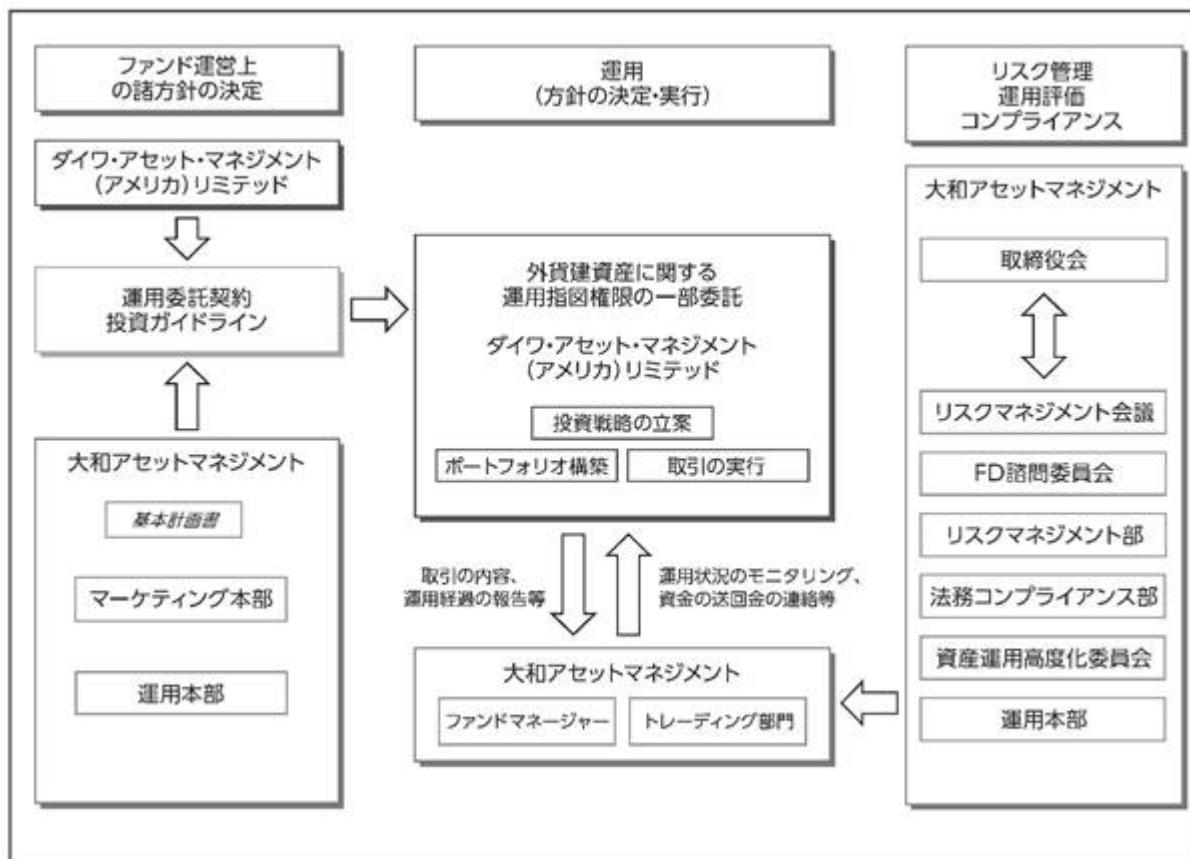 ファンド運営上
の諸方針の決定
ダイワ・アセット・マネジメント
(アメリカ)リミテッド
運用委託契約
投資ガイドライン
大和アセットマネジメント
基本計画書
マーケティング本部
運用本部
運用
(方針の決定・実行)
外貨建資産に関する
運用指図権限の一部委託
ダイワ・アセット・マネジメント
(アメリカ)リミテッド
投資戦略の立案
ポートフォリオ構築
取引の実行
取引の内容、
運用経過の報告等
運用状況のモニタリング、
資金の送回金の連絡等
大和アセットマネジメント
ファンドマネージャー
トレーディング部門
リスク管理
運用評価
コンプライアンス
大和アセットマネジメント
取締役会
リスクマネジメント会議
FD諮問委員会
リスクマネジメント部
法務コンプライアンス部
資産運用高度化委員会
運用本部